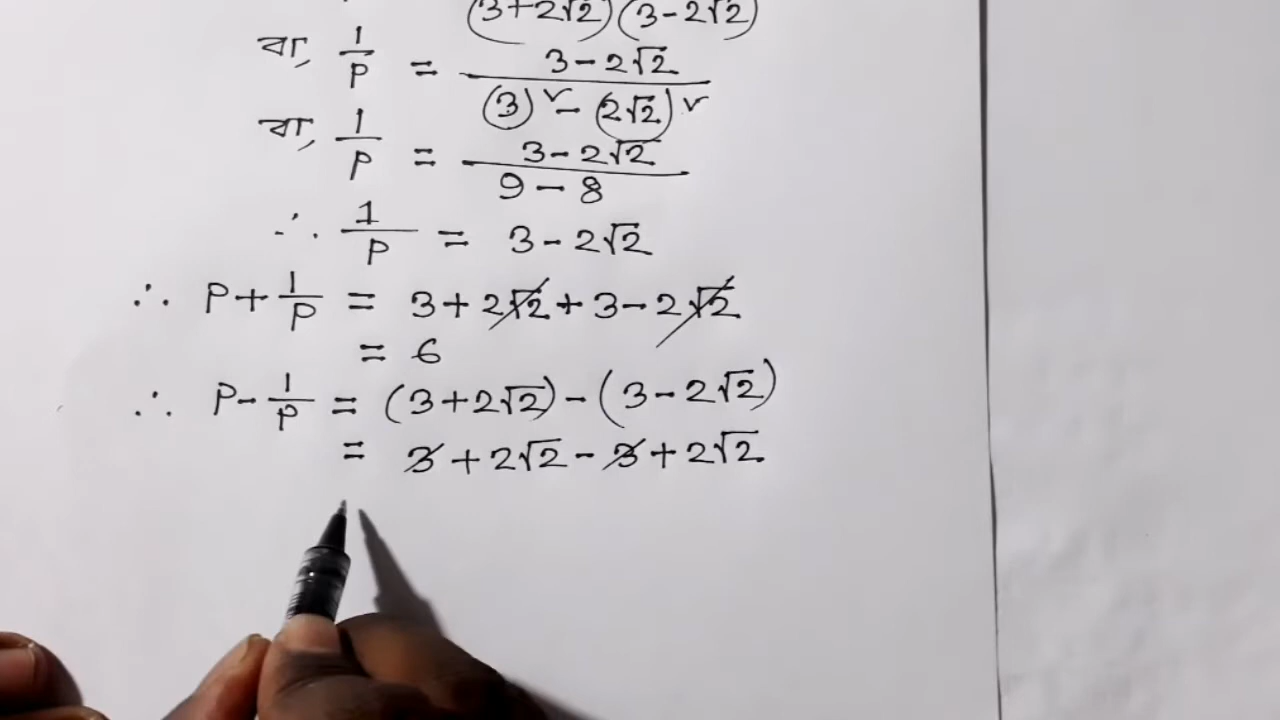 (3+2√2)(3-2√2)
বা, 1/P = 3-2√2 / (3)² - (2√2)²
বা, 1/P = 3-2√2 / 9-8
∴ 1/P = 3-2√2
∴ P+1/P = 3+2√2+3-2√2
= 6
∴ P-1/P = (3+2√2)-(3-2√2)
= 3+2√2-3+2√2